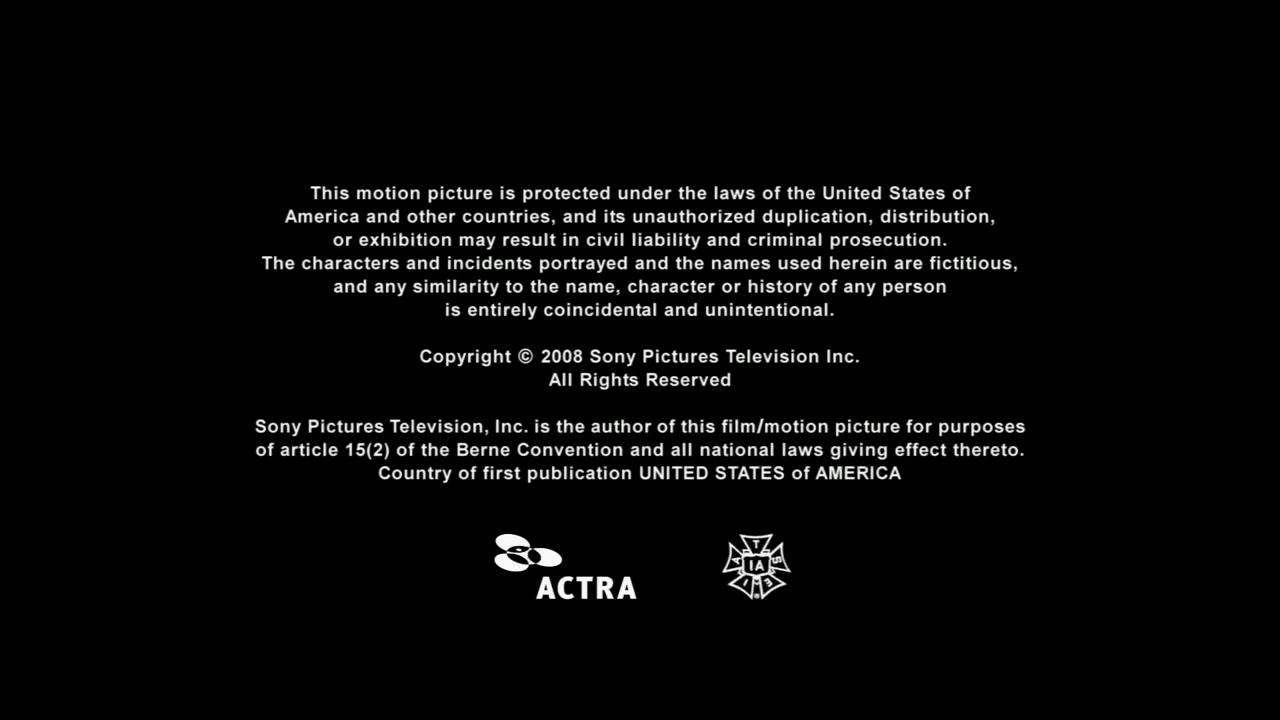 This motion picture is protected under the laws of the United States of
America and other countries, and its unauthorized duplication, distribution,
or exhibition may result in civil liability and criminal prosecution.
The characters and incidents portrayed and the names used herein are fictitious,
and any similarity to the name, character or history of any person
is entirely coincidental and unintentional.
Copyright © 2008 Sony Pictures Television Inc.
All Rights Reserved
Sony Pictures Television, Inc. is the author of this film/motion picture for purposes
of article 15(2) of the Berne Convention and all national laws giving effect thereto.
Country of first publication UNITED STATES of AMERICA
ACTRA
IATSE
IA
®